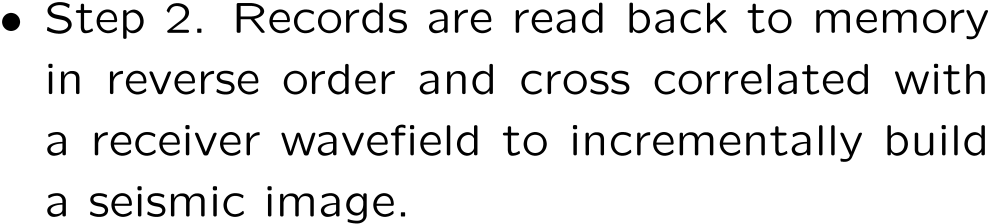 • Step 2. Records are read back to memory
in reverse order and cross correlated with
a receiver wavefield to incrementally build
a seismic image.